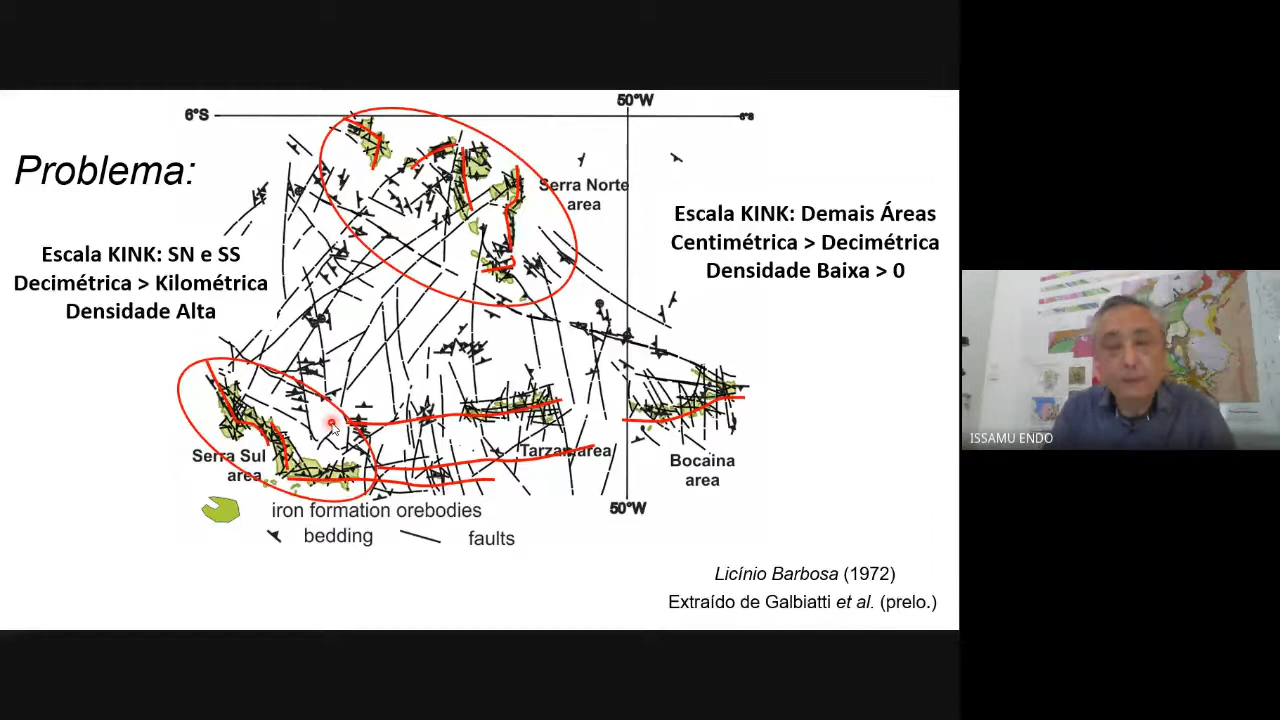 50°W
6°S
6°S
Problema:
Serra Norte
area
Escala KINK: SN e SS
Decimétrica > Kilométrica
Densidade Alta
Escala KINK: Demais Áreas
Centimétrica > Decimétrica
Densidade Baixa > 0
Serra Sul
area
Tarzan area
Bocaina
area
50°W
iron formation orebodies
bedding
faults
Licínio Barbosa (1972)
Extraído de Galbiatti et al. (prelo.)
ISSAMU ENDO